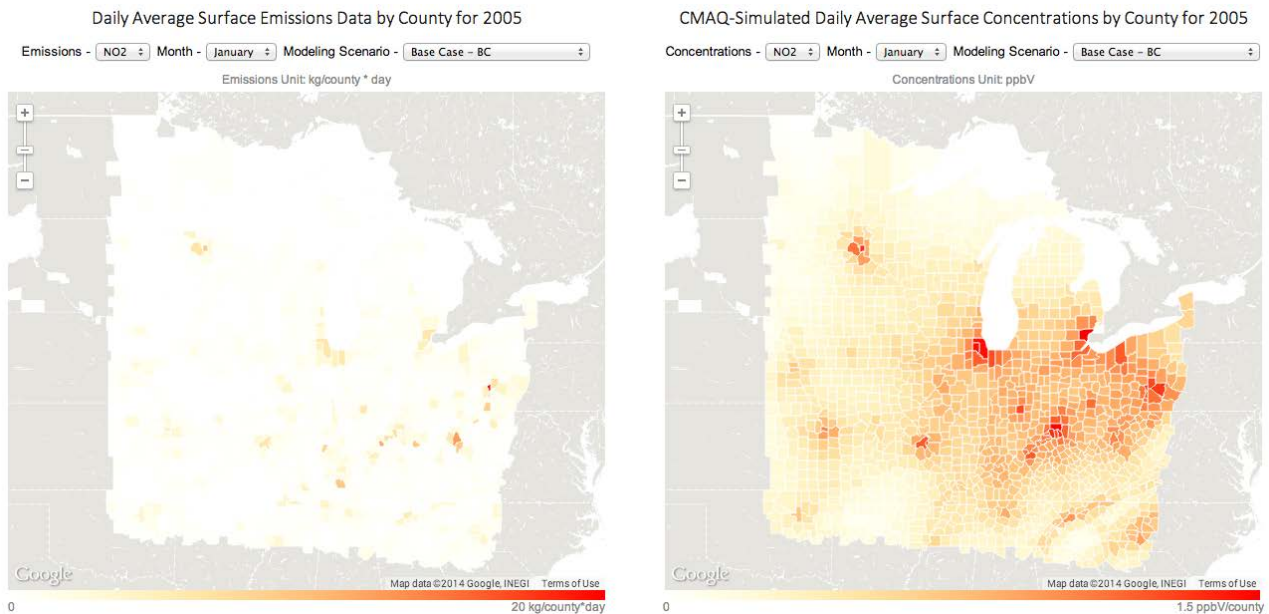 Daily Average Surface Emissions Data by County for 2005
Emissions - NO2 Month - January Modeling Scenario - Base Case – BC
Emissions Unit: kg/county * day
Google
Map data ©2014 Google, INEGI Terms of Use
0 20 kg/county*day
CMAQ-Simulated Daily Average Surface Concentrations by County for 2005
Concentrations - NO2 Month - January Modeling Scenario - Base Case – BC
Concentrations Unit: ppbV
Google
Map data ©2014 Google, INEGI Terms of Use
0 1.5 ppbV/county